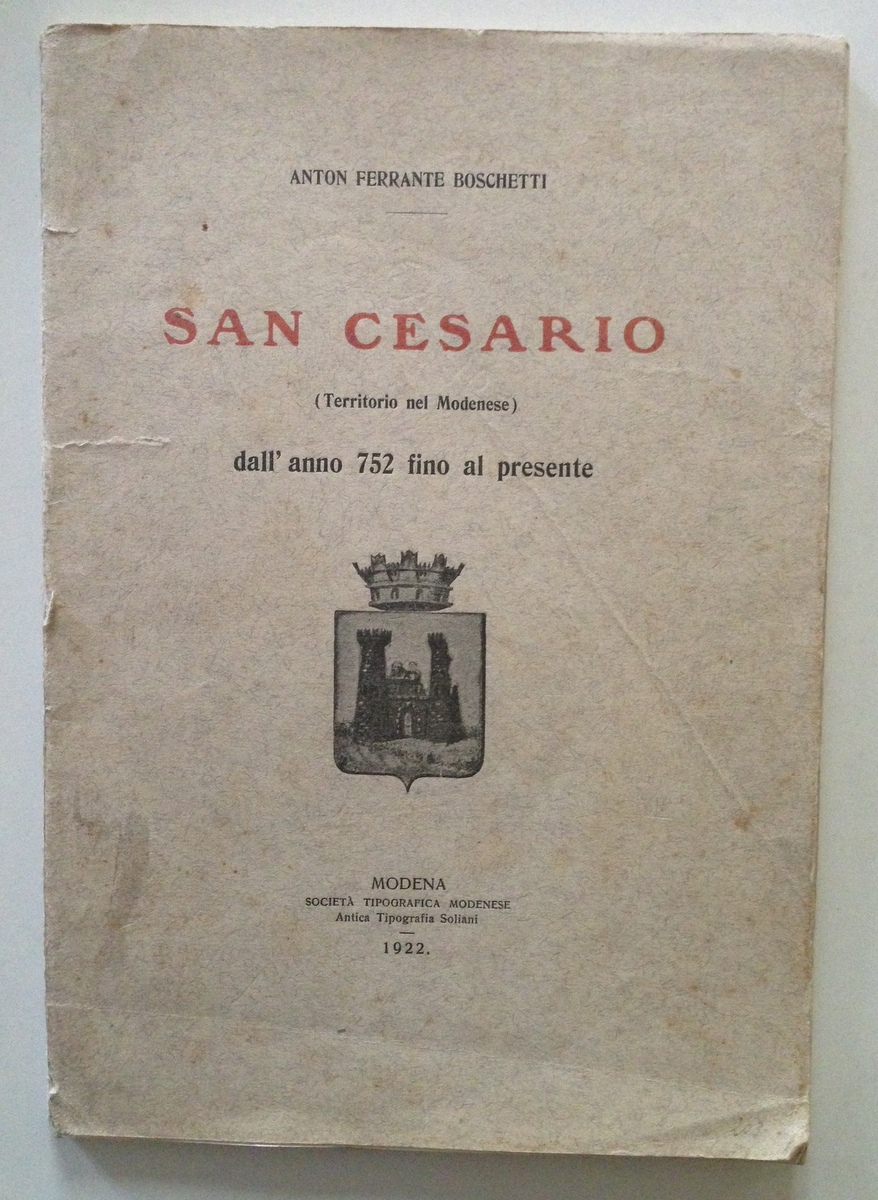 ANTON FERRANTE BOSCHETTI
SAN CESARIO
(Territorio nel Modenese)
dall' anno 752 fino al presente
MODENA
SOCIETÀ TIPOGRAFICA MODENESE
Antica Tipografia Soliani
1922.